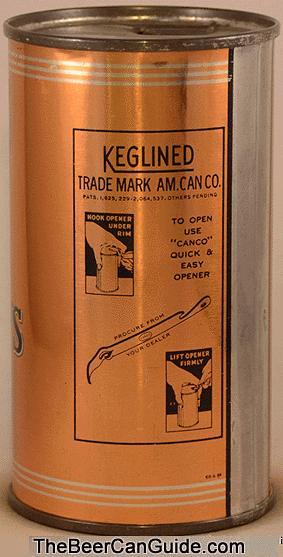 KEGLINED
TRADE MARK AM. CAN CO.
PATS. 1,625,229-2,064,537. OTHERS PENDING
HOOK OPENER
UNDER
RIM
TO OPEN
USE
"CANCO"
QUICK &
EASY
OPENER
PROCURE FROM
YOUR DEALER
LIFT OPENER
FIRMLY
S
TheBeerCanGuide.com